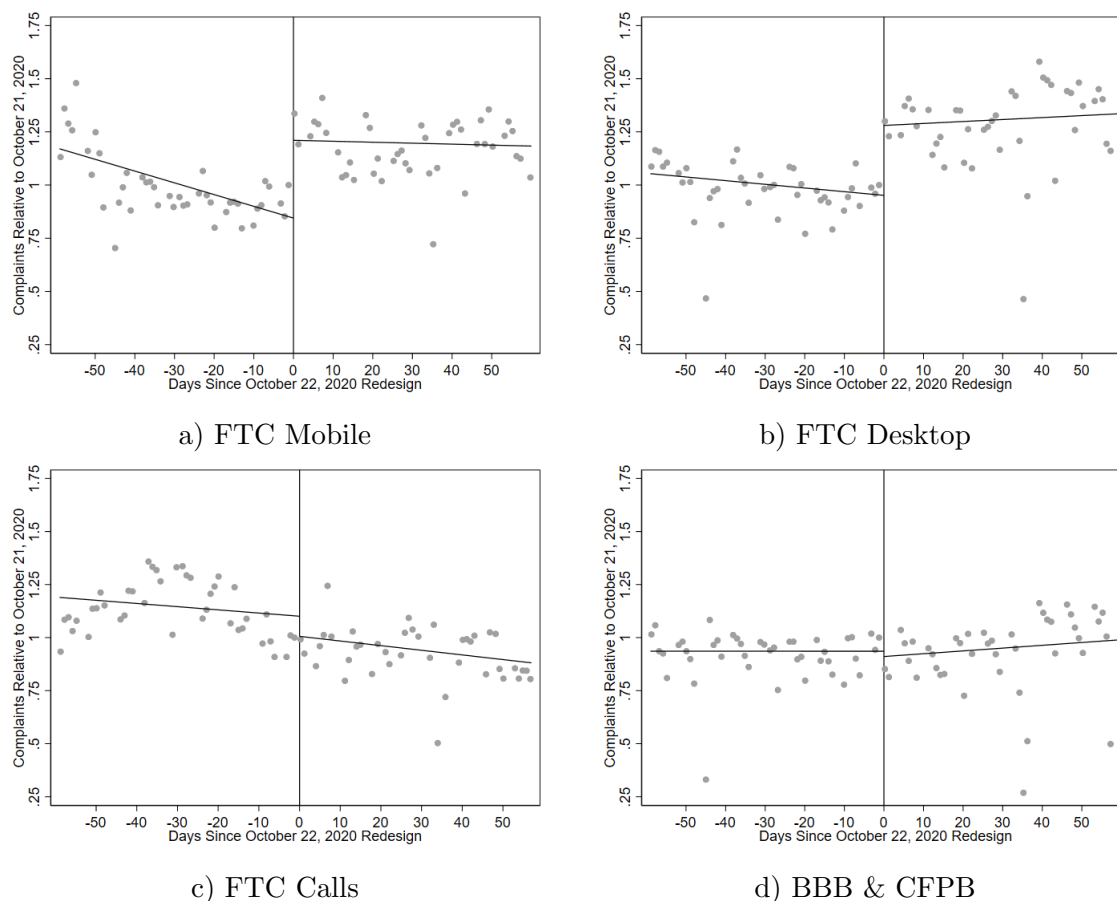 Complaints Relative to October 21, 2020
.25 .5 .75 1 1.25 1.5 1.75
-50 -40 -30 -20 -10 0 10 20 30 40 50
Days Since October 22, 2020 Redesign
a) FTC Mobile
Complaints Relative to October 21, 2020
.25 .5 .75 1 1.25 1.5 1.75
-50 -40 -30 -20 -10 0 10 20 30 40 50
Days Since October 22, 2020 Redesign
b) FTC Desktop
Complaints Relative to October 21, 2020
.25 .5 .75 1 1.25 1.5 1.75
-50 -40 -30 -20 -10 0 10 20 30 40 50
Days Since October 22, 2020 Redesign
c) FTC Calls
Complaints Relative to October 21, 2020
.25 .5 .75 1 1.25 1.5 1.75
-50 -40 -30 -20 -10 0 10 20 30 40 50
Days Since October 22, 2020 Redesign
d) BBB & CFPB